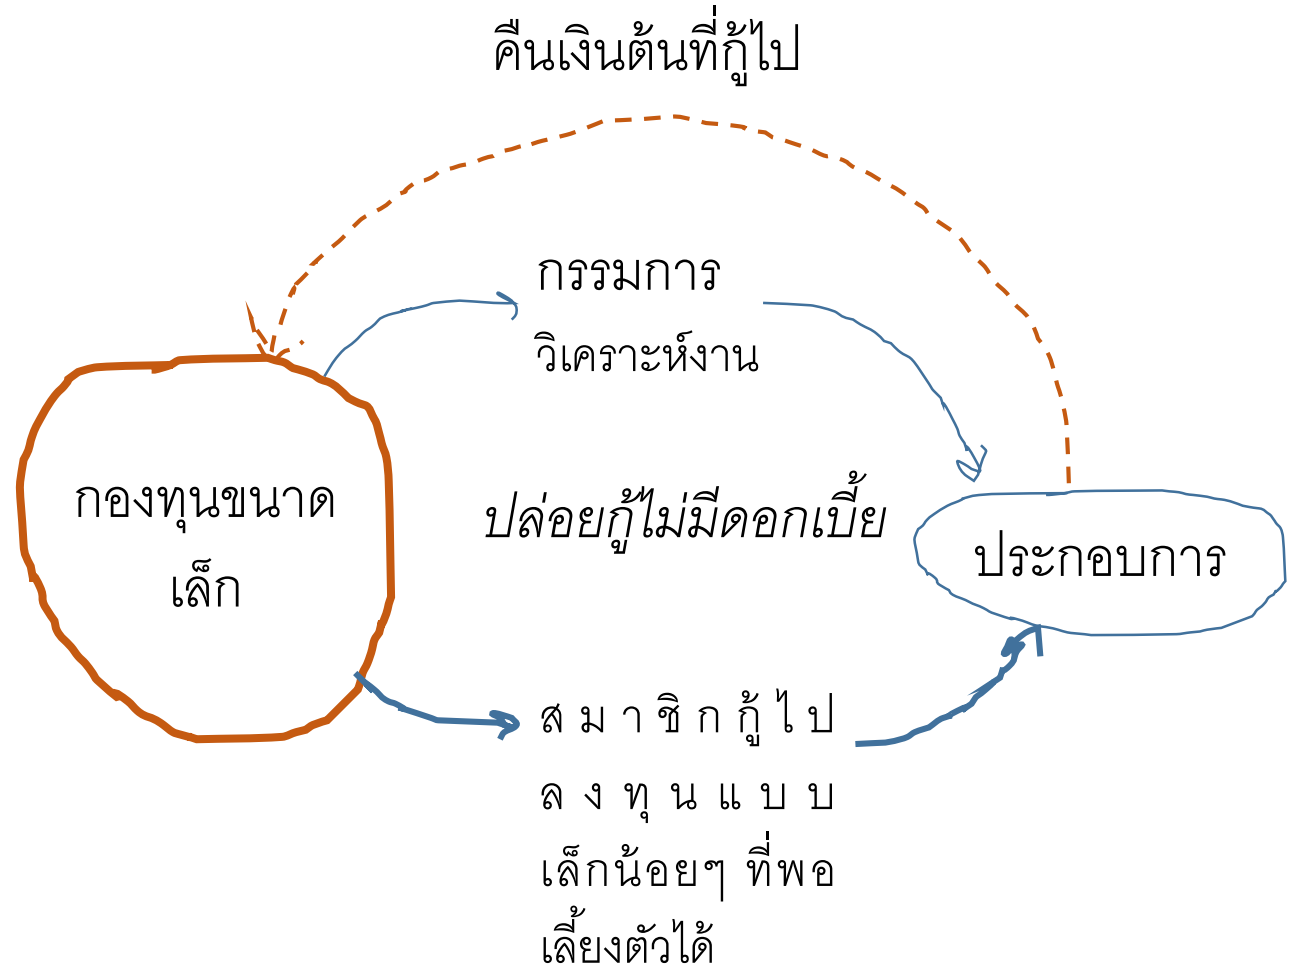 คืนเงินต้นที่กู้ไป
กรรมการ
วิเคราะห์งาน
กองทุนขนาด
เล็ก
ปล่อยกู้ไม่มีดอกเบี้ย
ประกอบการ
สมาชิกกู้ไป
ลงทุนแบบ
เล็กน้อยๆ ที่พอ
เลี้ยงตัวได้